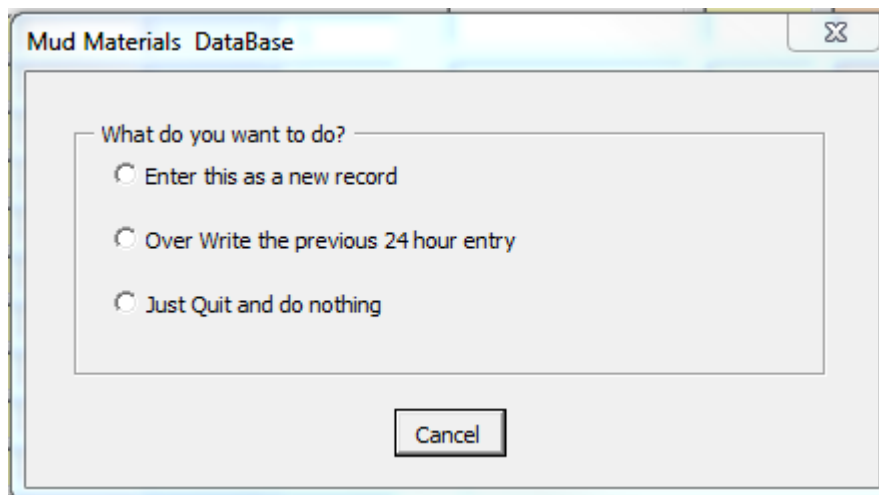 Mud Materials DataBase
What do you want to do?
Enter this as a new record
Over Write the previous 24 hour entry
Just Quit and do nothing
Cancel